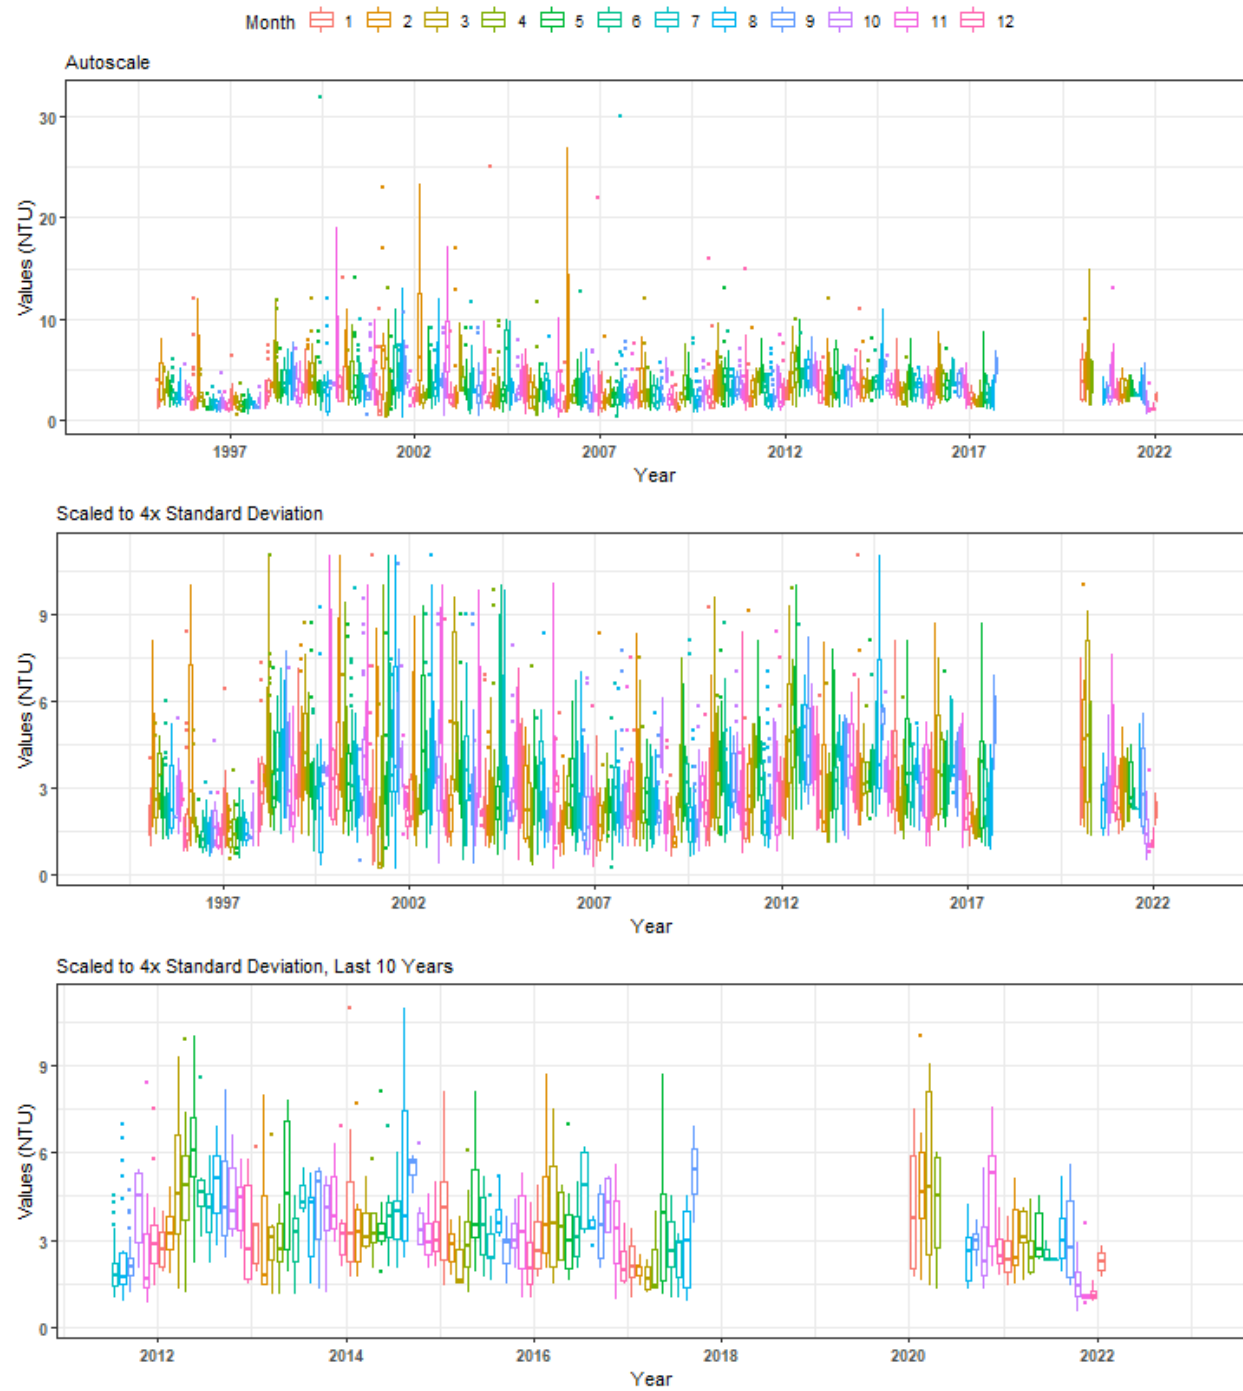 Month 1 2 3 4 5 6 7 8 9 10 11 12
Autoscale
Values (NTU)
30
20
10
0
1997 2002 2007 2012 2017 2022
Year
Scaled to 4x Standard Deviation
Values (NTU)
9
6
3
0
1997 2002 2007 2012 2017 2022
Year
Scaled to 4x Standard Deviation, Last 10 Years
Values (NTU)
9
6
3
0
2012 2014 2016 2018 2020 2022
Year